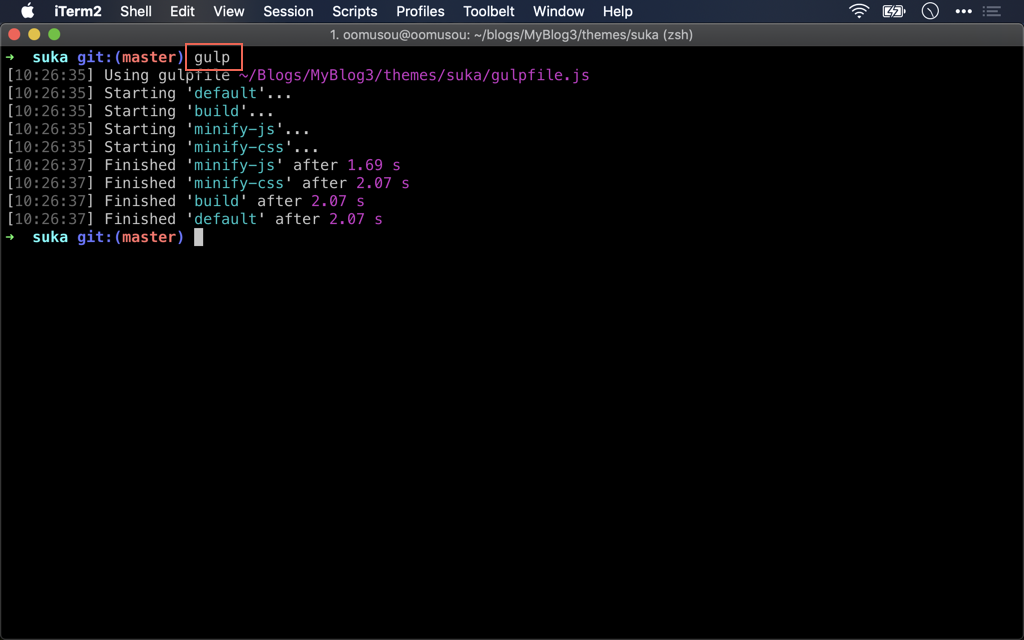 iTerm2 Shell Edit View Session Scripts Profiles Toolbelt Window Help
1. oomusou@oomusou: ~/blogs/MyBlog3/themes/suka (zsh)
➜ suka git:(master) gulp
[10:26:35] Using gulpfile ~/Blogs/MyBlog3/themes/suka/gulpfile.js
[10:26:35] Starting 'default'...
[10:26:35] Starting 'build'...
[10:26:35] Starting 'minify-js'...
[10:26:35] Starting 'minify-css'...
[10:26:37] Finished 'minify-js' after 1.69 s
[10:26:37] Finished 'minify-css' after 2.07 s
[10:26:37] Finished 'build' after 2.07 s
[10:26:37] Finished 'default' after 2.07 s
➜ suka git:(master)